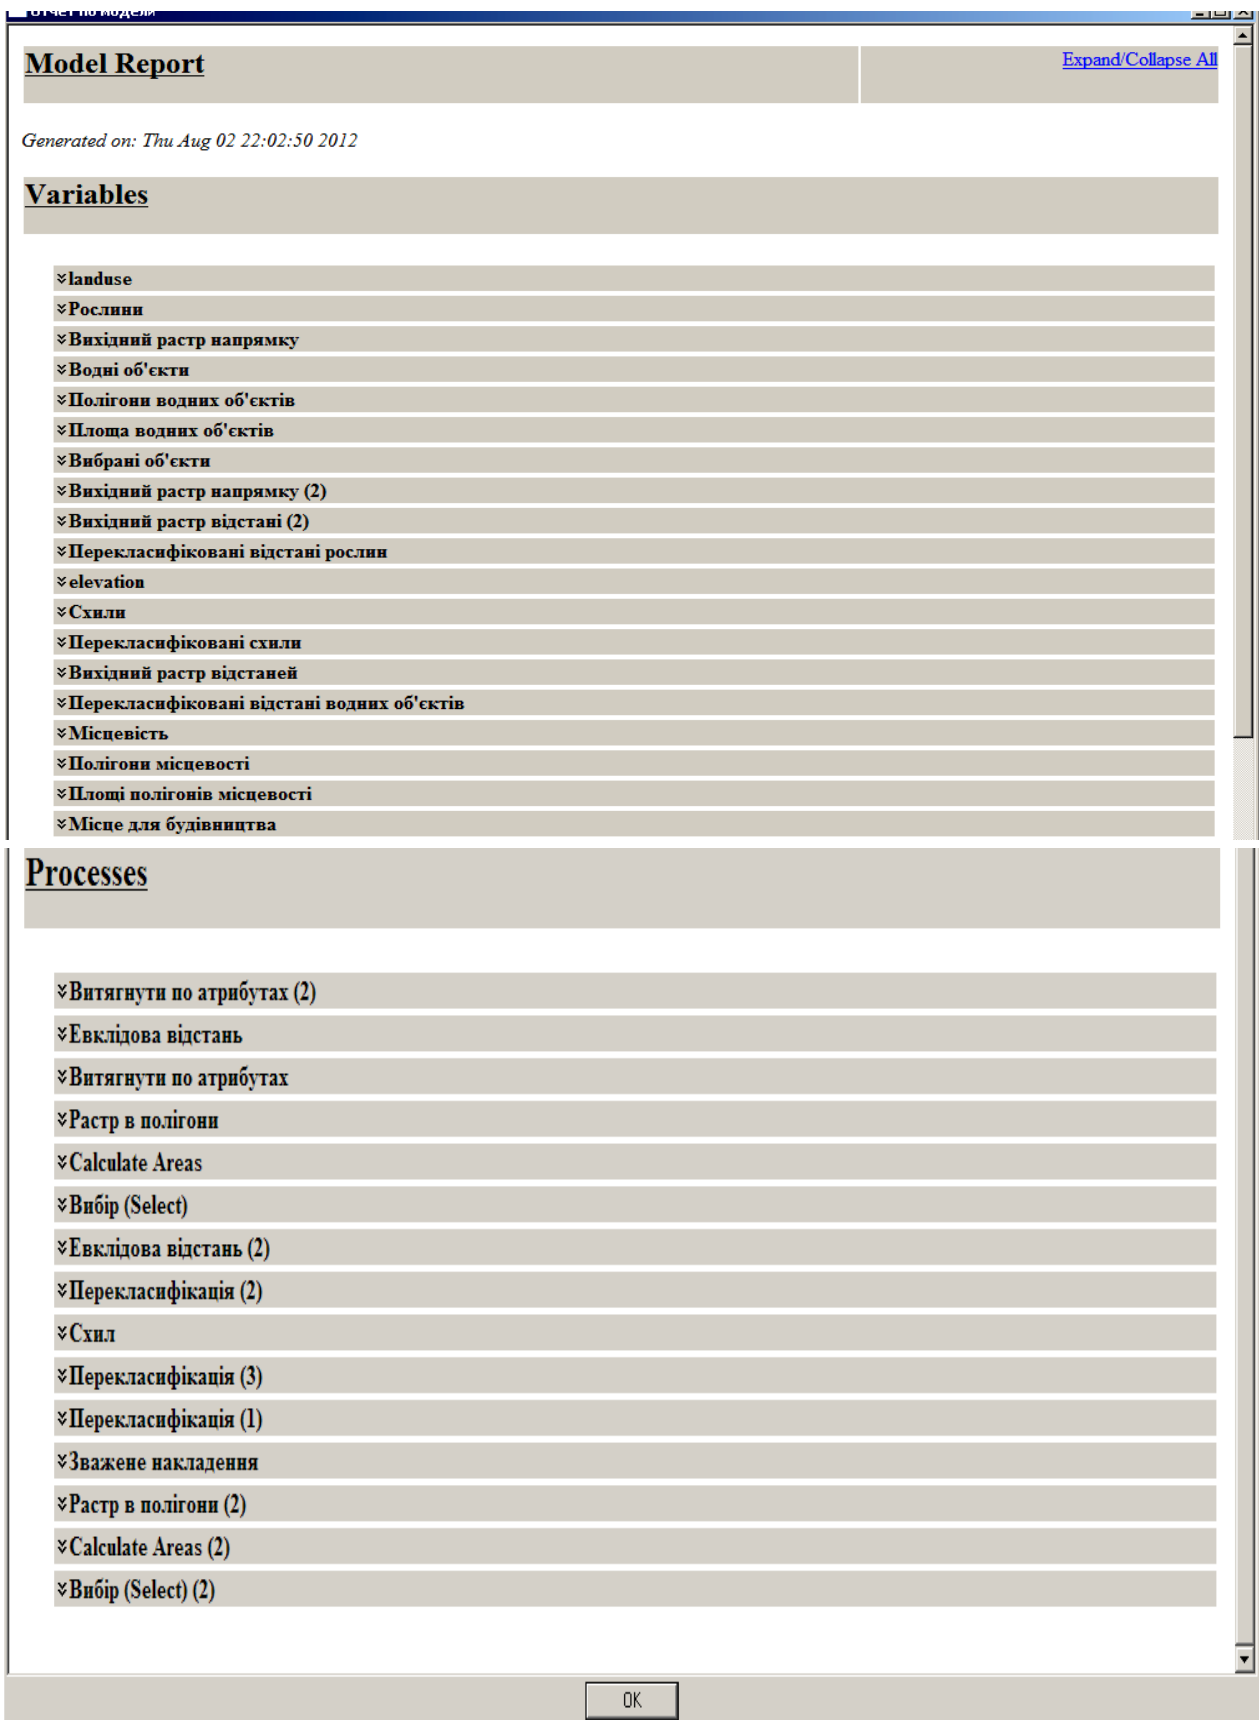 Отчет по модели
Model Report
Expand/Collapse All
Generated on: Thu Aug 02 22:02:50 2012
Variables
landuse
Рослини
Вихідний растр напрямку
Водні об'єкти
Полігони водних об'єктів
Площа водних об'єктів
Вибрані об'єкти
Вихідний растр напрямку (2)
Вихідний растр відстані (2)
Перекласифіковані відстані рослин
elevation
Схили
Перекласифіковані схили
Вихідний растр відстаней
Перекласифіковані відстані водних об'єктів
Місцевість
Полігони місцевості
Площі полігонів місцевості
Місце для будівництва
Processes
Витягнути по атрибутах (2)
Евклідова відстань
Витягнути по атрибутах
Растр в полігони
Calculate Areas
Вибір (Select)
Евклідова відстань (2)
Перекласифікація (2)
Схил
Перекласифікація (3)
Перекласифікація (1)
Зважене накладення
Растр в полігони (2)
Calculate Areas (2)
Вибір (Select) (2)
OK